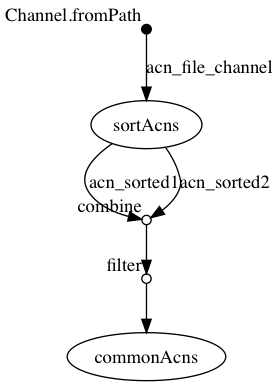 Channel.fromPath
acn_file_channel
sortAcns
acn_sorted1
acn_sorted2
combine
filter
commonAcns